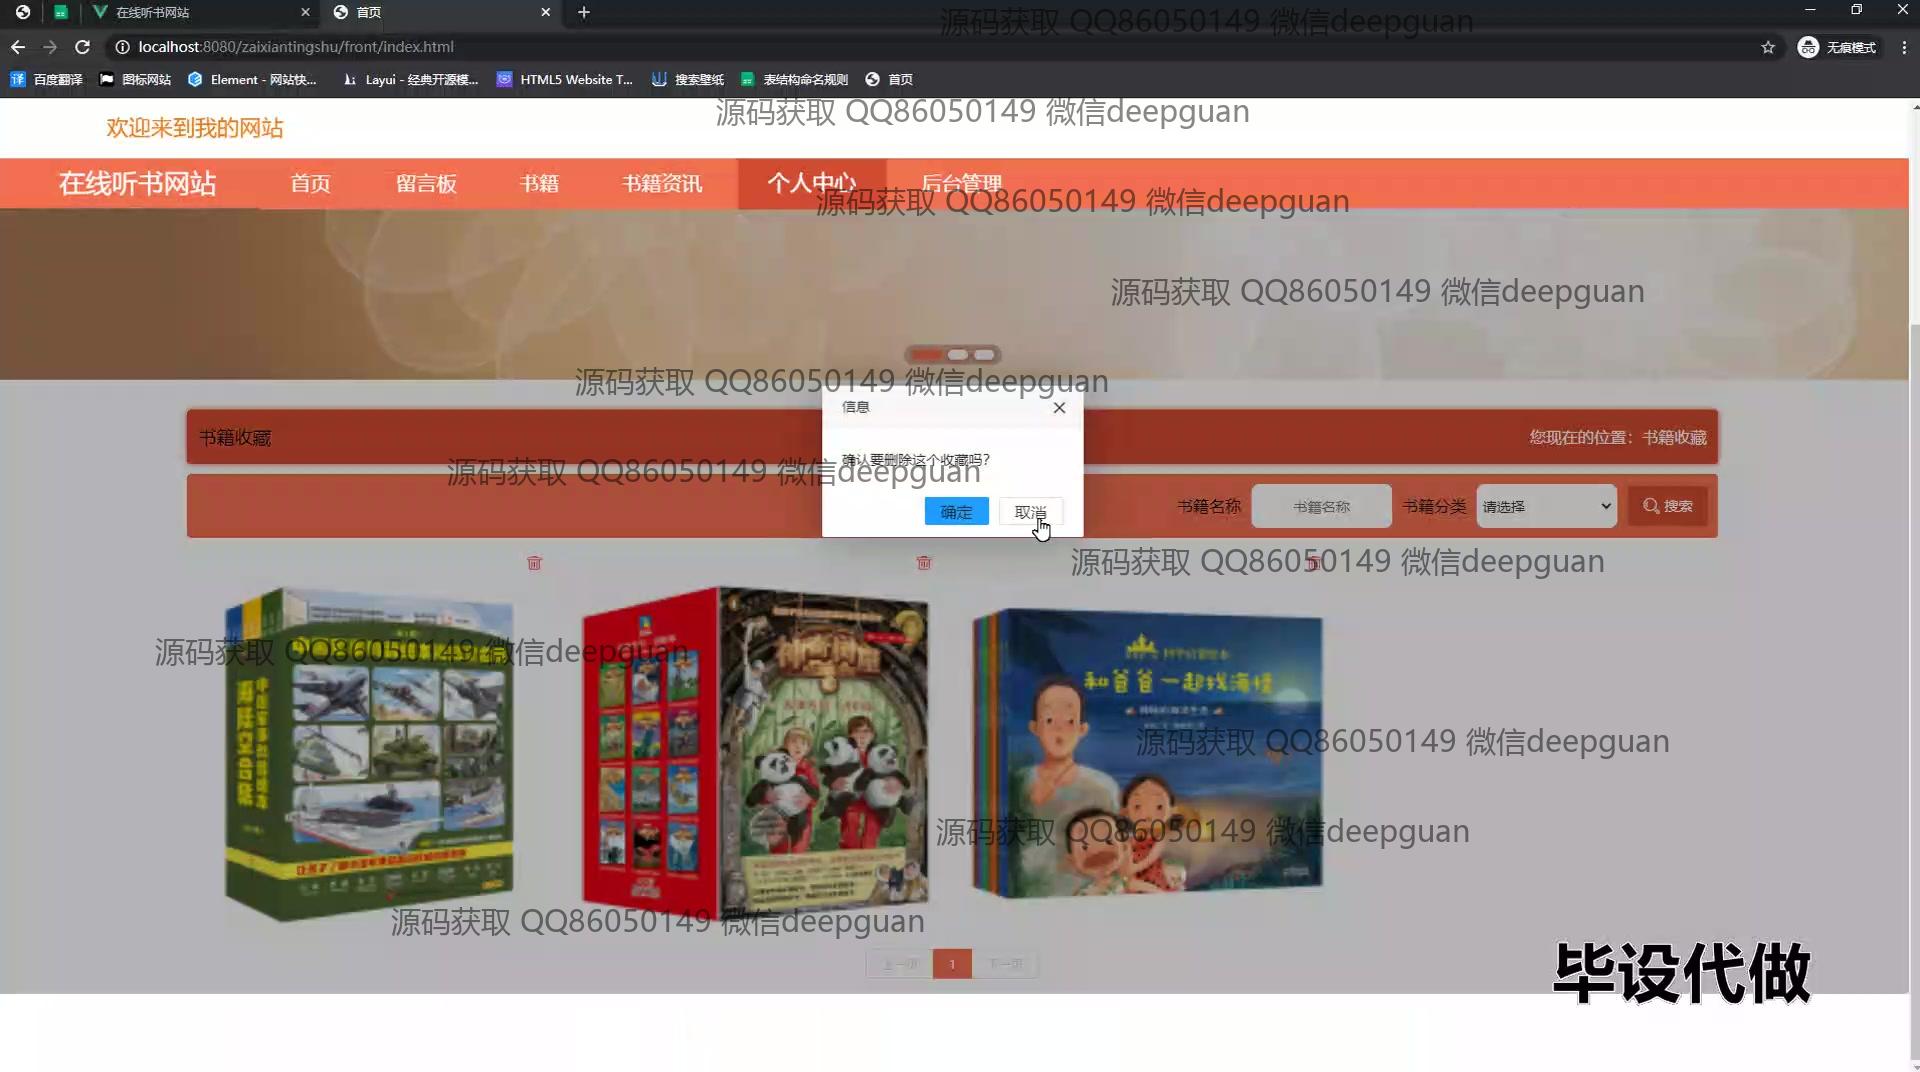 在线听书网站
首页
localhost:8080/zaixiantingshu/front/index.html
无痕模式
百度翻译
图标网站
Element - 网站快...
Layui - 经典开源模...
HTML5 Website T...
搜索壁纸
表结构命名规则
首页
源码获取 QQ86050149 微信deepguan
源码获取 QQ86050149 微信deepguan
欢迎来到我的网站
在线听书网站
首页
留言板
书籍
书籍资讯
个人中心
后台管理
源码获取 QQ86050149 微信deepguan
源码获取 QQ86050149 微信deepguan
源码获取 QQ86050149 微信deepguan
信息
书籍收藏
您现在的位置：书籍收藏
确认要删除这个收藏吗？
源码获取 QQ86050149 微信deepguan
确定
取消
书籍名称
书籍名称
书籍分类
请选择
搜索
源码获取 QQ86050149 微信deepguan
源码获取 QQ86050149 微信deepguan
和爸爸一起找海怪
源码获取 QQ86050149 微信deepguan
源码获取 QQ86050149 微信deepguan
源码获取 QQ86050149 微信deepguan
上一页
1
下一页
毕设代做